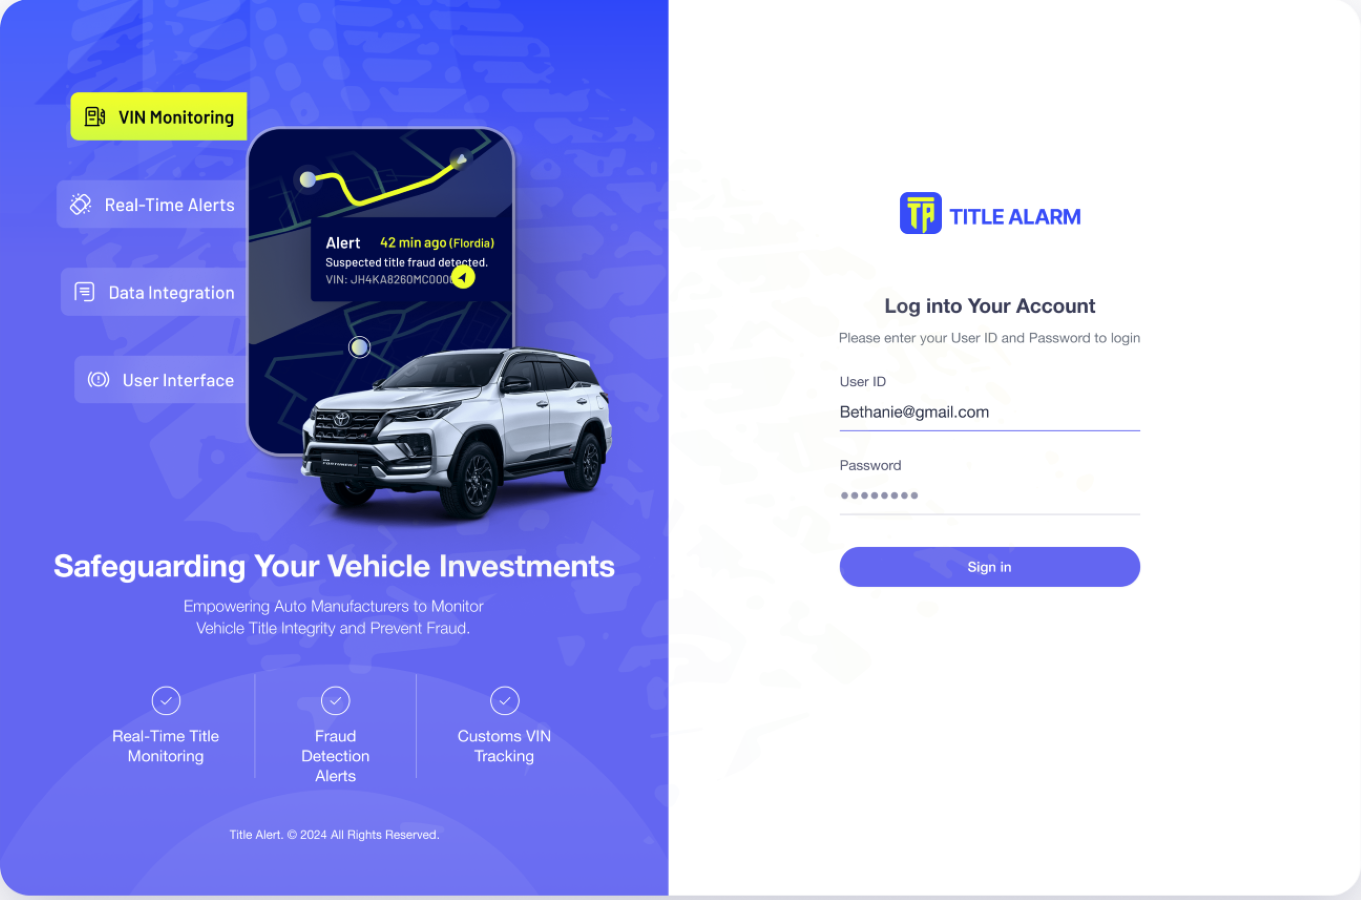 VIN Monitoring
Real-Time Alerts
Data Integration
User Interface
Alert 42 min ago (Flordia)
Suspected title fraud detected.
VIN: JH4KA8260MC000
Safeguarding Your Vehicle Investments
Empowering Auto Manufacturers to Monitor
Vehicle Title Integrity and Prevent Fraud.
Real-Time Title
Monitoring
Fraud
Detection
Alerts
Customs VIN
Tracking
Title Alert. © 2024 All Rights Reserved.
TITLE ALARM
Log into Your Account
Please enter your User ID and Password to login
User ID
Bethanie@gmail.com
Password
Sign in